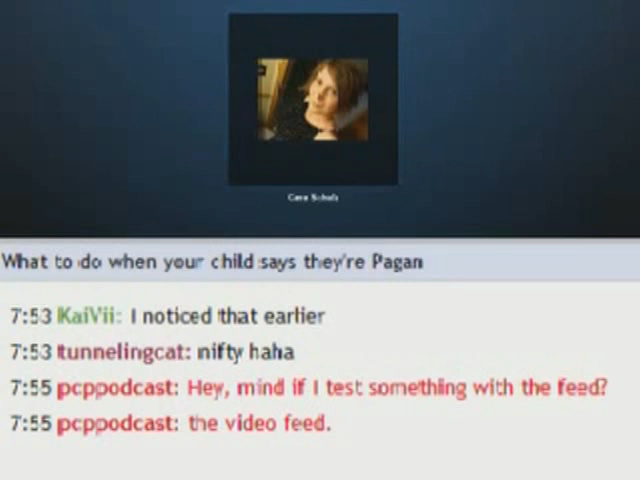 Cara Schulz
What to do when your child says they're Pagan
7:53 KaiVii: I noticed that earlier
7:53 tunnelingcat: nifty haha
7:55 pcppodcast: Hey, mind if I test something with the feed?
7:55 pcppodcast: the video feed.